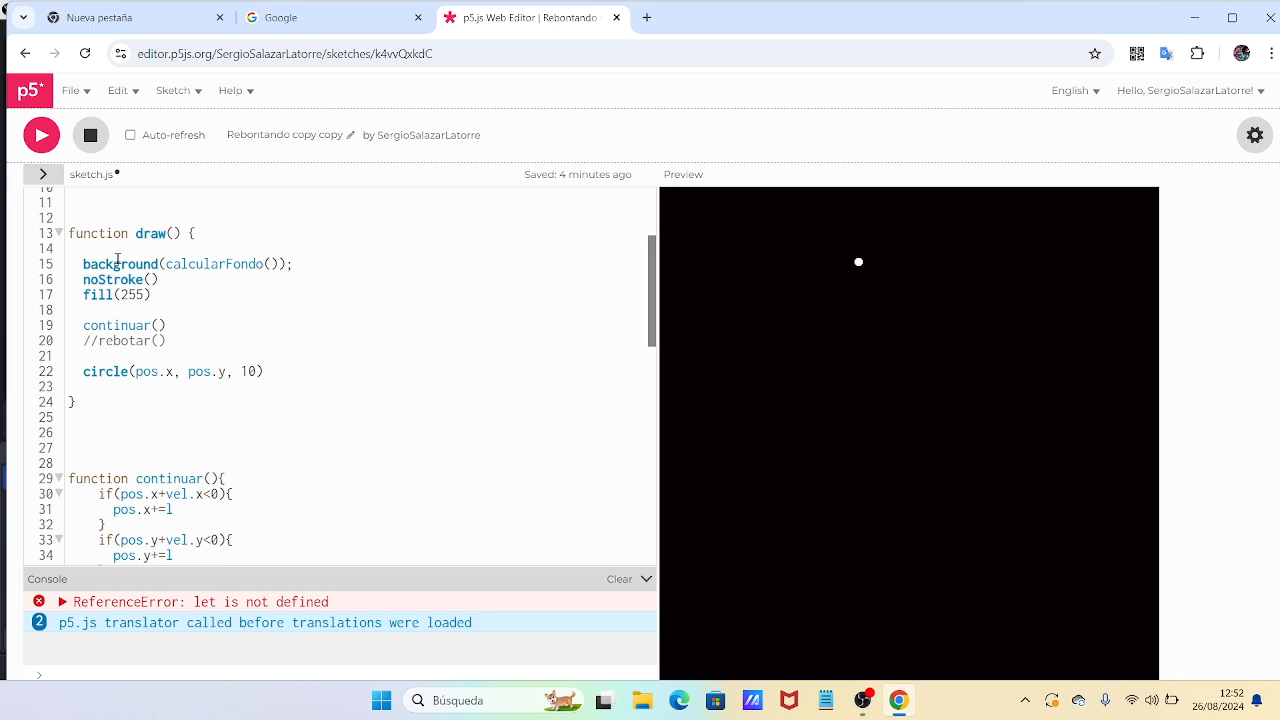 Nueva pestaña
Google
p5.js Web Editor | Rebontando
editor.p5js.org/SergioSalazarLatorre/sketches/k4vvQxkdC
p5*
File
Edit
Sketch
Help
English
Hello, SergioSalazarLatorre!
Auto-refresh
Rebontando copy copy
by SergioSalazarLatorre
sketch.js
Saved: 4 minutes ago
Preview
11
12
13 function draw() {
14
15 background(calcularFondo());
16 noStroke()
17 fill(255)
18
19 continuar()
20 //rebotar()
21
22 circle(pos.x, pos.y, 10)
23
24 }
25
26
27
28
29 function continuar(){
30 if(pos.x+vel.x<0){
31 pos.x+=l
32 }
33 if(pos.y+vel.y<0){
34 pos.y+=l
Console
Clear
ReferenceError: let is not defined
2 p5.js translator called before translations were loaded
>
Búsqueda
12:52
26/08/2024